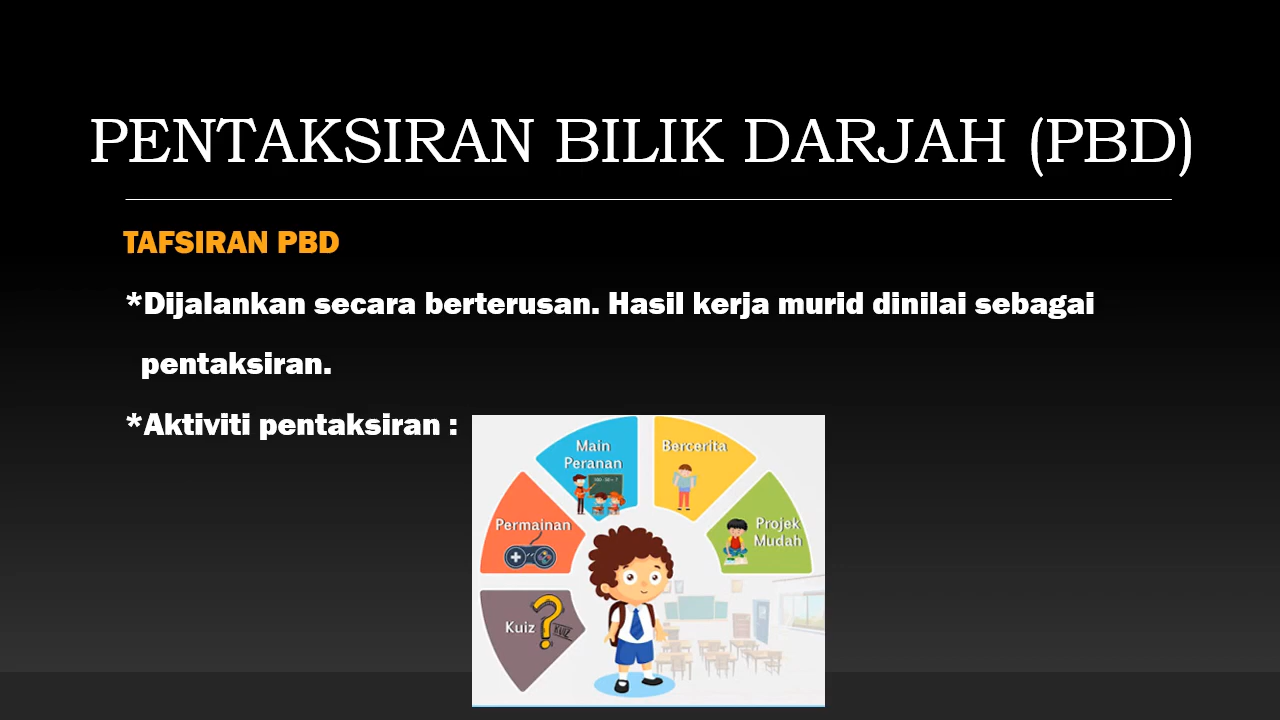 PENTAKSIRAN BILIK DARJAH (PBD)
TAFSIRAN PBD
*Dijalankan secara berterusan. Hasil kerja murid dinilai sebagai
pentaksiran.
*Aktiviti pentaksiran :
Main
Peranan
Bercerita
Permainan
Projek
Mudah
Kuiz
KUIZ